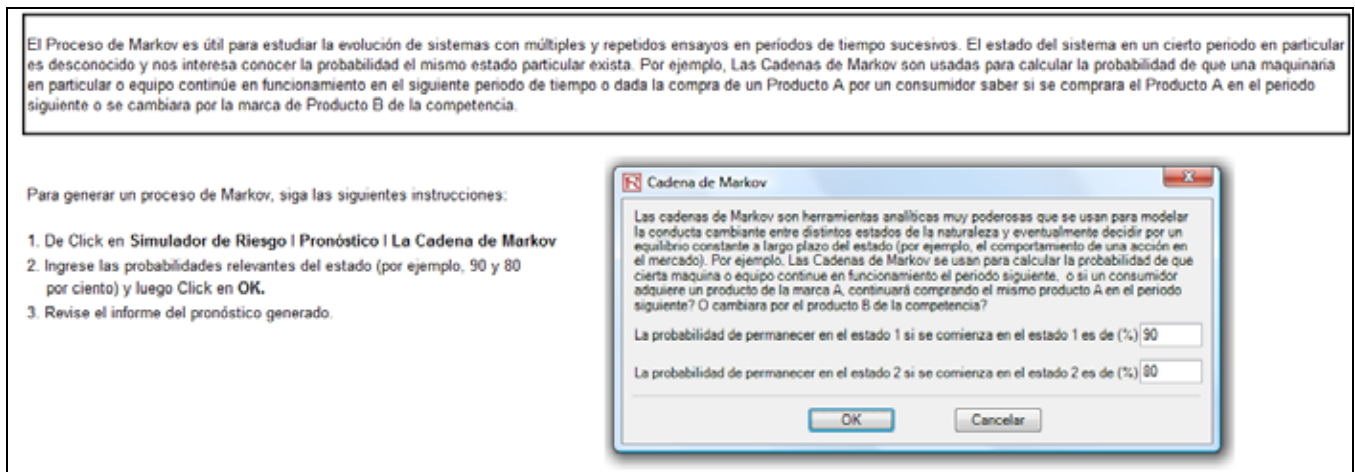 El Proceso de Markov es útil para estudiar la evolución de sistemas con múltiples y repetidos ensayos en períodos de tiempo sucesivos. El estado del sistema en un cierto periodo en particular
es desconocido y nos interesa conocer la probabilidad el mismo estado particular exista. Por ejemplo, Las Cadenas de Markov son usadas para calcular la probabilidad de que una maquinaria
en particular o equipo continúe en funcionamiento en el siguiente periodo de tiempo o dada la compra de un Producto A por un consumidor saber si se comprara el Producto A en el periodo
siguiente o se cambiara por la marca de Producto B de la competencia.
Para generar un proceso de Markov, siga las siguientes instrucciones:
1. De Click en Simulador de Riesgo l Pronóstico l La Cadena de Markov
2. Ingrese las probabilidades relevantes del estado (por ejemplo, 90 y 80
por ciento) y luego Click en OK.
3. Revise el informe del pronóstico generado.
Cadena de Markov
Las cadenas de Markov son herramientas analíticas muy poderosas que se usan para modelar
la conducta cambiante entre distintos estados de la naturaleza y eventualmente decidir por un
equilibrio constante a largo plazo del estado (por ejemplo, el comportamiento de una acción en
el mercado). Por ejemplo, Las Cadenas de Markov se usan para calcular la probabilidad de que
cierta maquina o equipo continue en funcionamiento el periodo siguiente, o si un consumidor
adquiere un producto de la marca A, continuará comprando el mismo producto A en el periodo
siguiente? O cambiara por el producto B de la competencia?
La probabilidad de permanecer en el estado 1 si se comienza en el estado 1 es de (%) 90
La probabilidad de permanecer en el estado 2 si se comienza en el estado 2 es de (%) 80
OK Cancelar